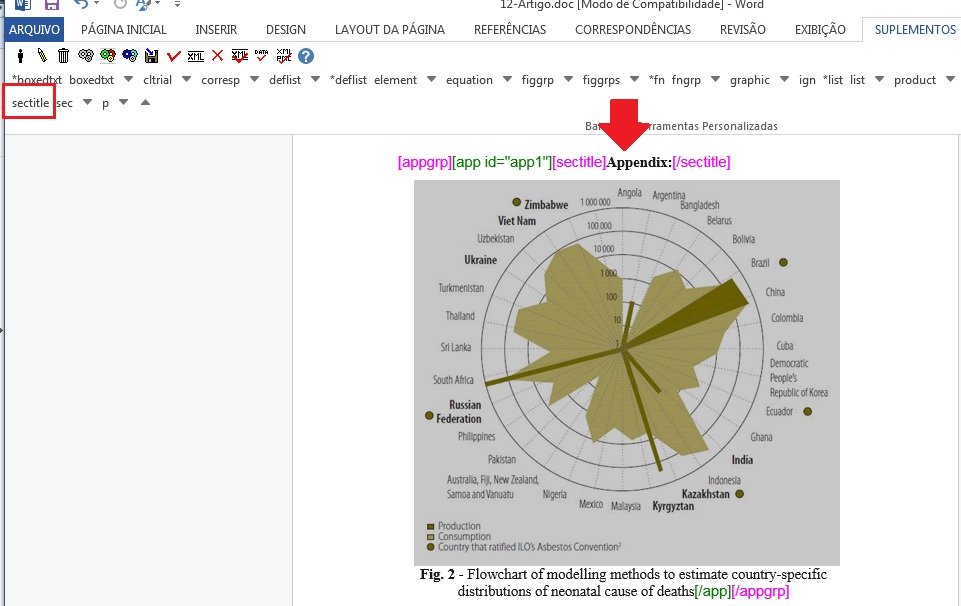 12-Artigo.doc [Modo de Compatibilidade] - Word
ARQUIVO PÁGINA INICIAL INSERIR DESIGN LAYOUT DA PÁGINA REFERÊNCIAS CORRESPONDÊNCIAS REVISÃO EXIBIÇÃO SUPLEMENTOS
*boxedtxt boxedtxt cltrial corresp deflist *deflist element equation figgrp figgrps *fn fngrp graphic ign *list list product
sectitle sec p
Ferramentas Personalizadas
[appgrp][app id="app1"][sectitle]Appendix:[/sectitle]
Angola
Argentina
Bangladesh
Belarus
Bolivia
Brazil
China
Colombia
Cuba
Democratic
People's
Republic of Korea
Ecuador
Ghana
India
Indonesia
Kazakhstan
Kyrgyztan
Malaysia
Mexico
Nigeria
Australia, Fiji, New Zealand,
Samoa and Vanuatu
Pakistan
Philippines
Russian
Federation
South Africa
Sri Lanka
Thailand
Turkmenistan
Ukraine
Uzbekistan
Viet Nam
Zimbabwe
1 000 000
100 000
10 000
1 000
100
10
1
Production
Consumption
Country that ratified ILO's Asbestos Convention²
Fig. 2 - Flowchart of modelling methods to estimate country-specific
distributions of neonatal cause of deaths[/app][/appgrp]